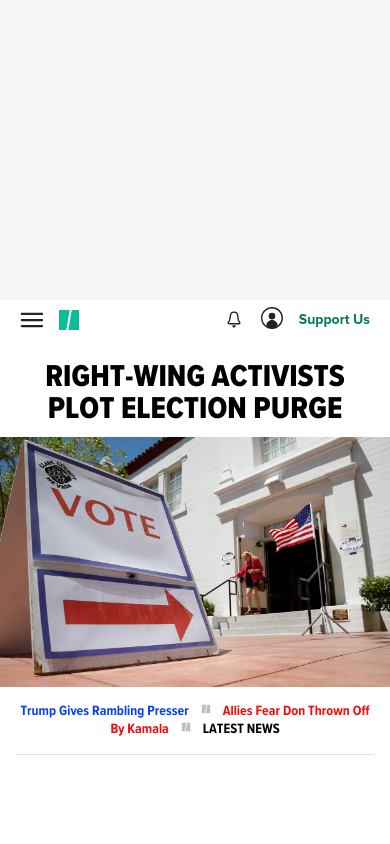 Support Us
RIGHT-WING ACTIVISTS
PLOT ELECTION PURGE
VOTE
Trump Gives Rambling Presser
Allies Fear Don Thrown Off
By Kamala
LATEST NEWS